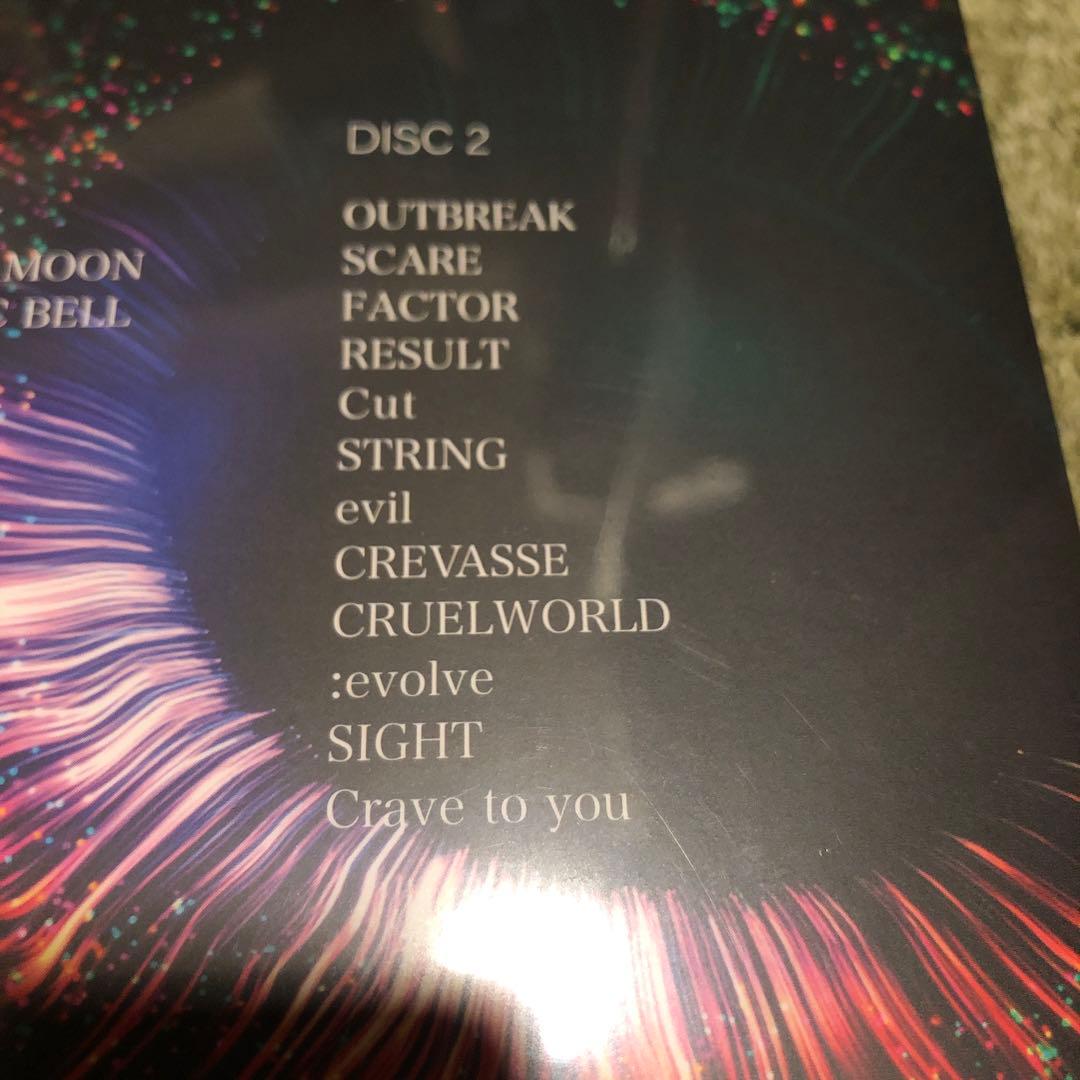 MOON
BELL
DISC 2
OUTBREAK
SCARE
FACTOR
RESULT
Cut
STRING
evil
CREVASSE
CRUELWORLD
:evolve
SIGHT
Crave to you